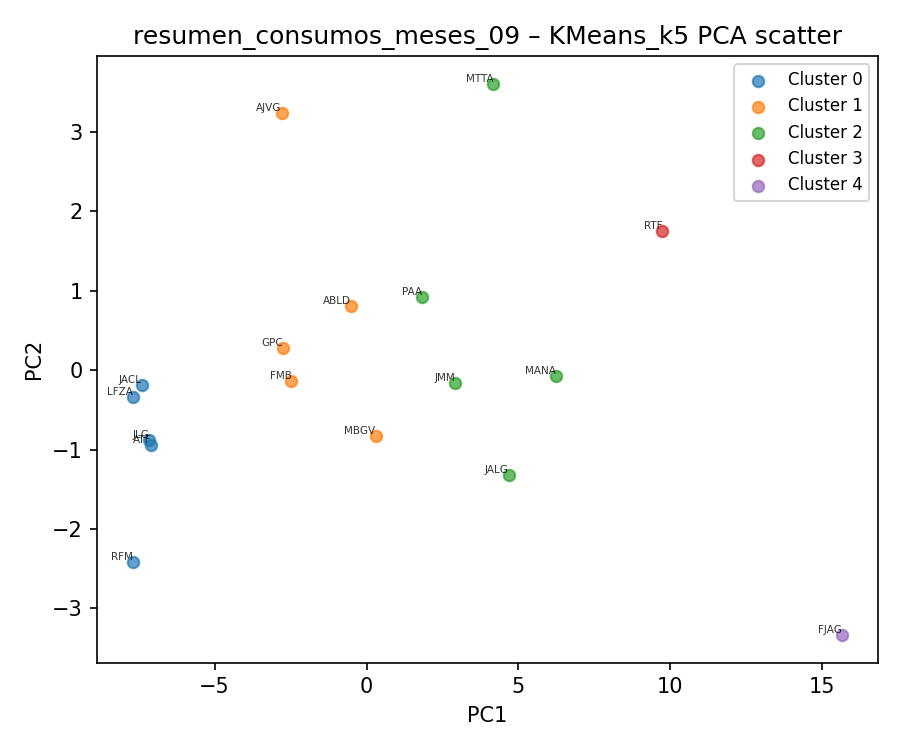 resumen_consumos_meses_09 – KMeans_k5 PCA scatter
Cluster 0
Cluster 1
Cluster 2
Cluster 3
Cluster 4
MTTA
AJVG
RTF
PAA
ABLD
GPC
FMB
JMM
MANA
JACL
LFZA
MBGV
JALG
RFM
FJAG
PC2
3
2
1
0
−1
−2
−3
−5
0
5
10
15
PC1